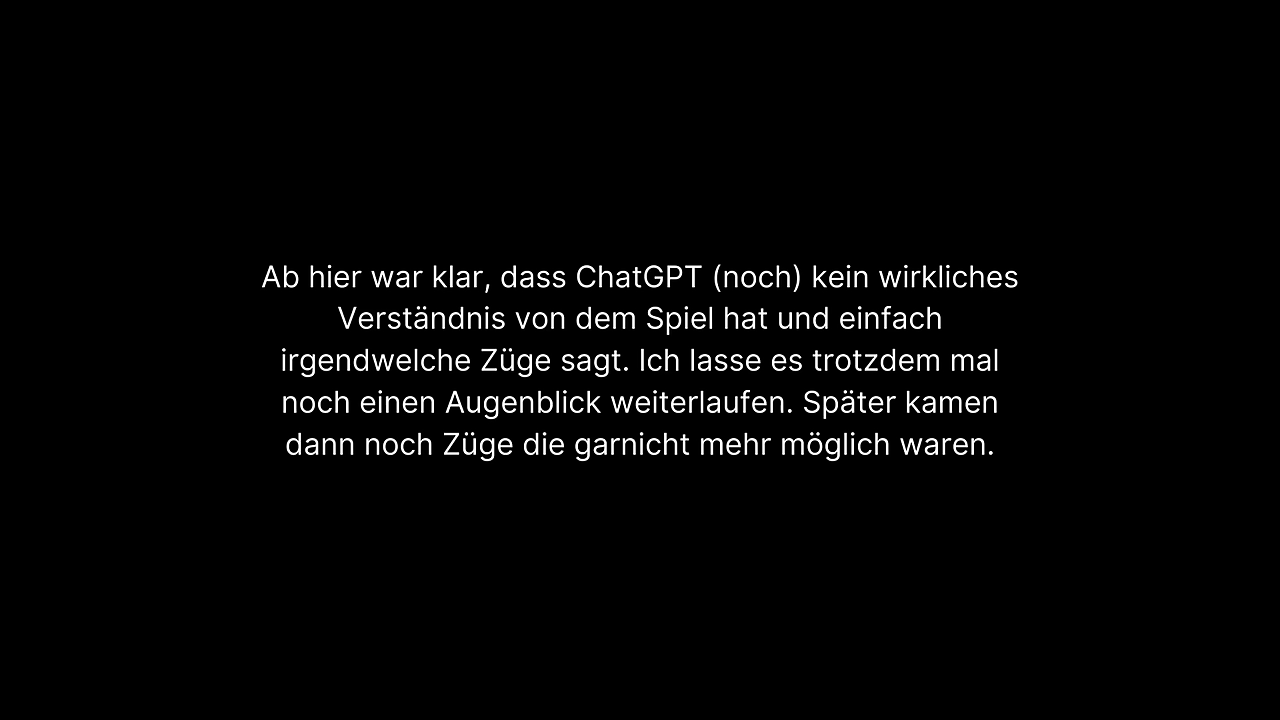 Ab hier war klar, dass ChatGPT (noch) kein wirkliches
Verständnis von dem Spiel hat und einfach
irgendwelche Züge sagt. Ich lasse es trotzdem mal
noch einen Augenblick weiterlaufen. Später kamen
dann noch Züge die garnicht mehr möglich waren.